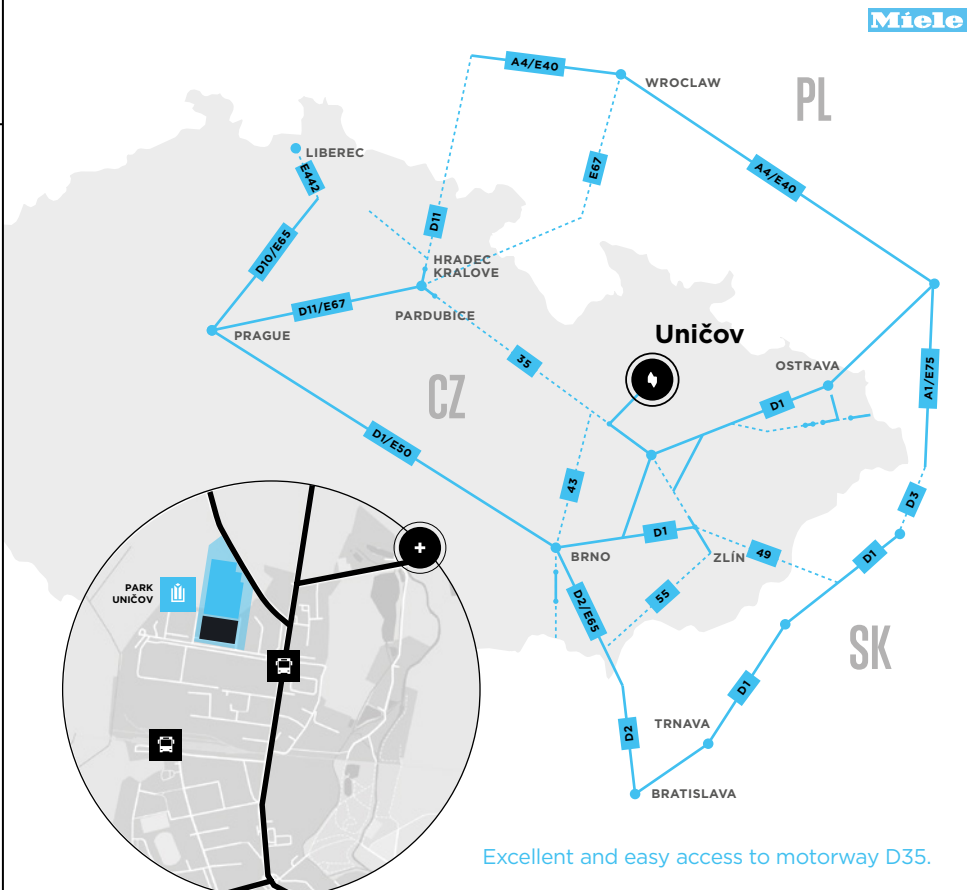 Miele
A4/E40
WROCLAW
PL
LIBEREC
E442
E67
A4/E40
D11
D10/E65
HRADEC
KRALOVE
D11/E67
PARDUBICE
PRAGUE
Uničov
35
OSTRAVA
A1/E75
CZ
D1
D1/E50
43
D3
D1
BRNO
ZLÍN
49
D1
PARK
UNIČOV
D2/E65
55
SK
D1
TRNAVA
D2
BRATISLAVA
Excellent and easy access to motorway D35.